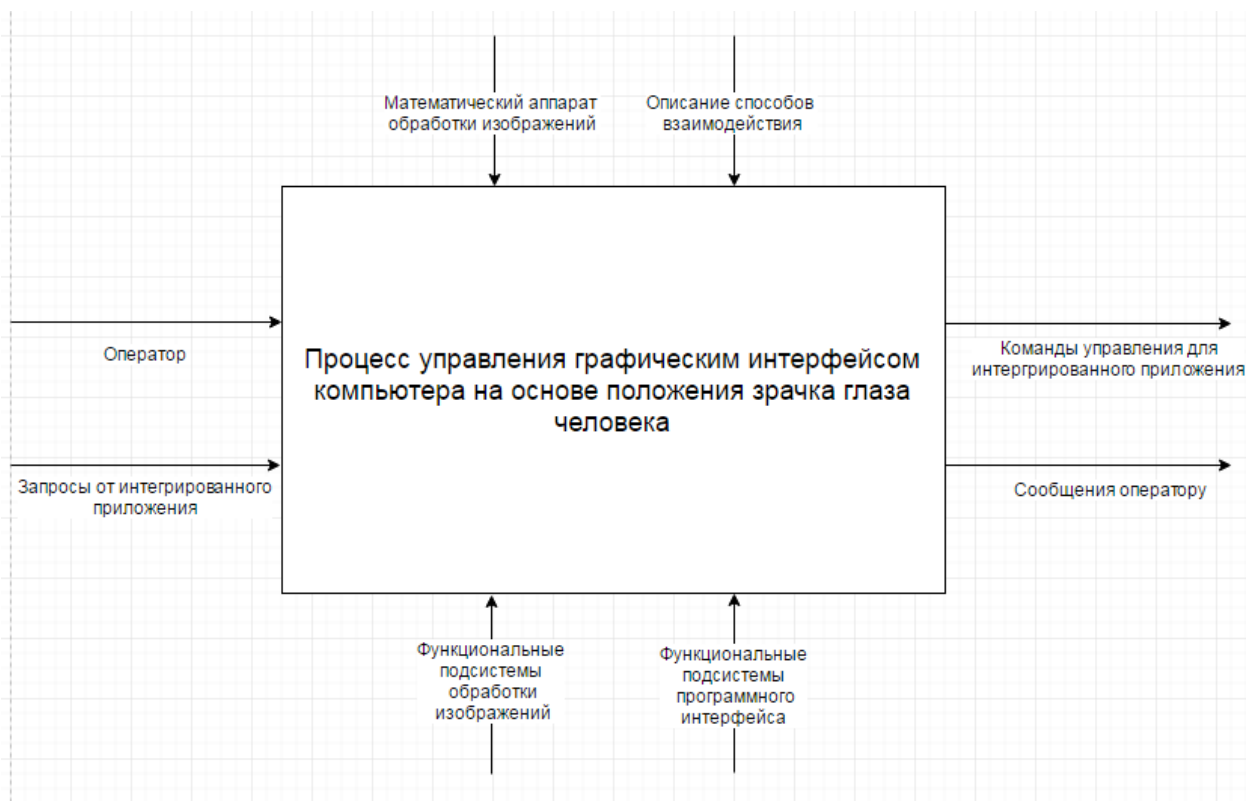 Математический аппарат
обработки изображений
Описание способов
взаимодействия
Оператор
Процесс управления графическим интерфейсом
компьютера на основе положения зрачка глаза
человека
Команды управления для
интергрированного приложения
Запросы от интегрированного
приложения
Сообщения оператору
Функциональные
подсистемы
обработки
изображений
Функциональные
подсистемы
программного
интерфейса